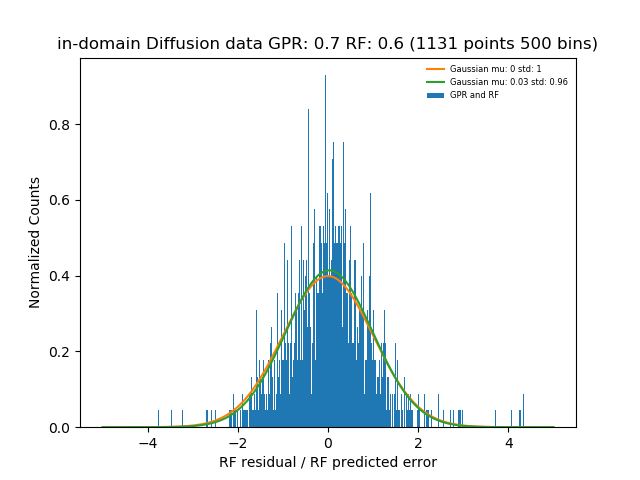 in-domain Diffusion data GPR: 0.7 RF: 0.6 (1131 points 500 bins)
Gaussian mu: 0 std: 1
Gaussian mu: 0.03 std: 0.96
GPR and RF
Normalized Counts
0.8
0.6
0.4
0.2
0.0
−4
−2
0
2
4
RF residual / RF predicted error